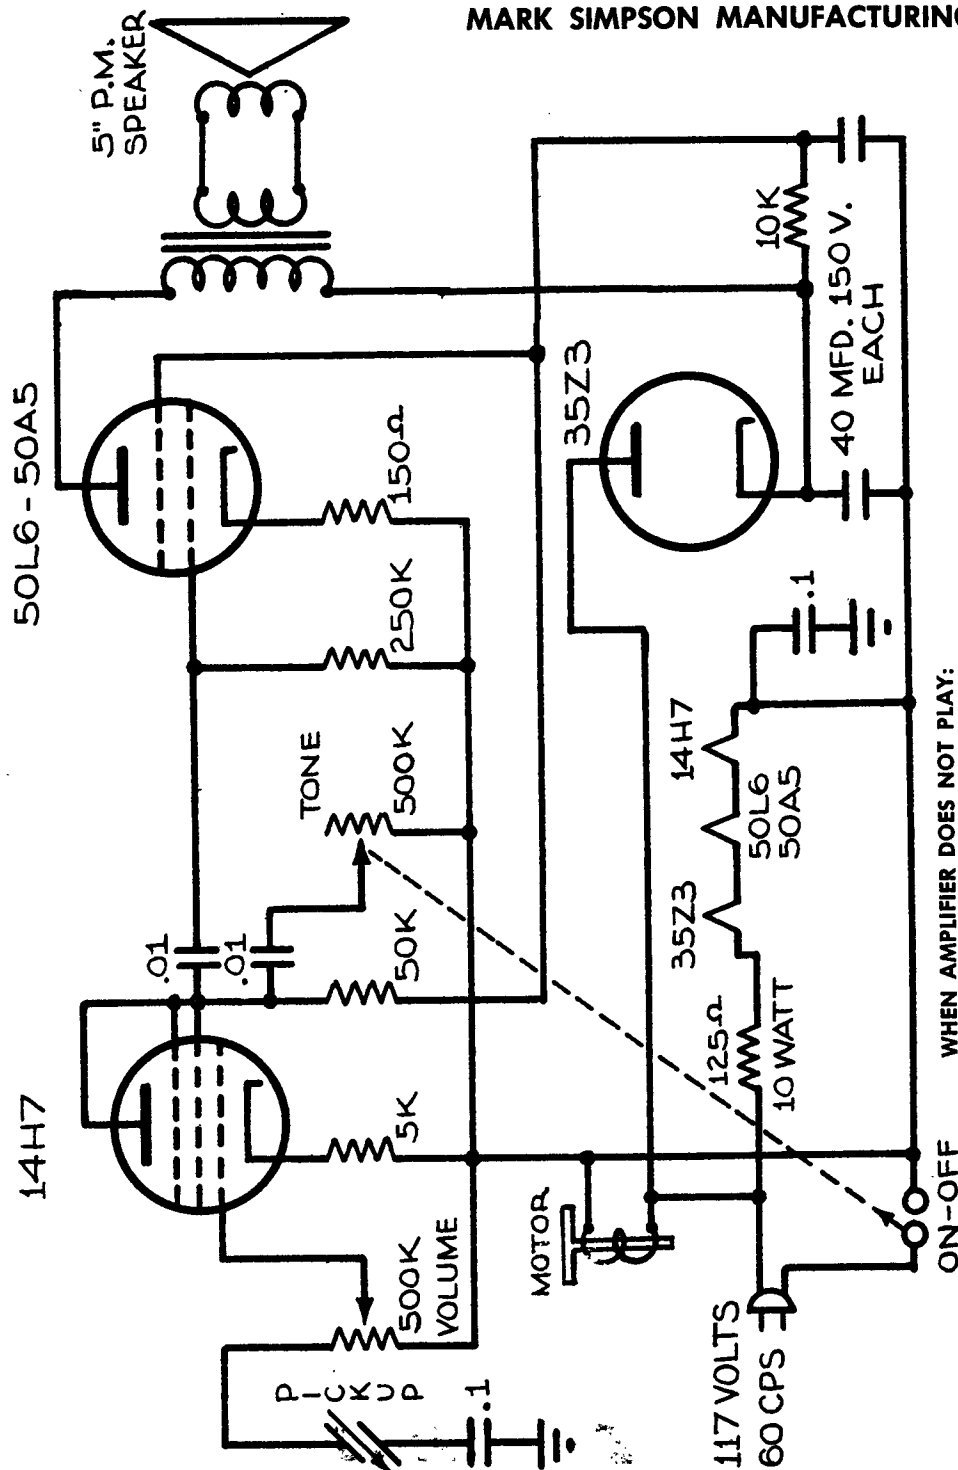 MARK SIMPSON MANUFACTURING
5" P.M.
SPEAKER
50L6-50A5
14H7
.01
.01
TONE
500K
250K
150Ω
50K
5K
500K
VOLUME
PICKUP
.1
35Z3
10K
40 MFD. 150 V.
EACH
MOTOR
125Ω
10 WATT
35Z3
50L6
50A5
14H7
.1
117 VOLTS
60 CPS
ON-OFF
WHEN AMPLIFIER DOES NOT PLAY: